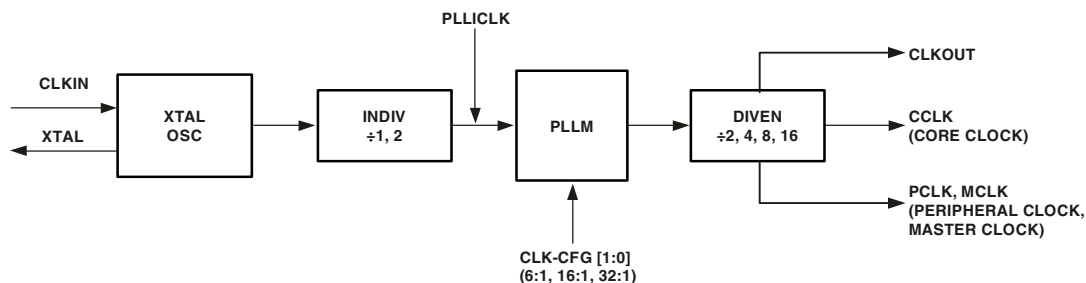 PLLICLK
CLKIN
XTAL
XTAL
OSC
INDIV
÷1, 2
PLLM
DIVEN
÷2, 4, 8, 16
CLKOUT
CCLK
(CORE CLOCK)
PCLK, MCLK
(PERIPHERAL CLOCK,
MASTER CLOCK)
CLK-CFG [1:0]
(6:1, 16:1, 32:1)